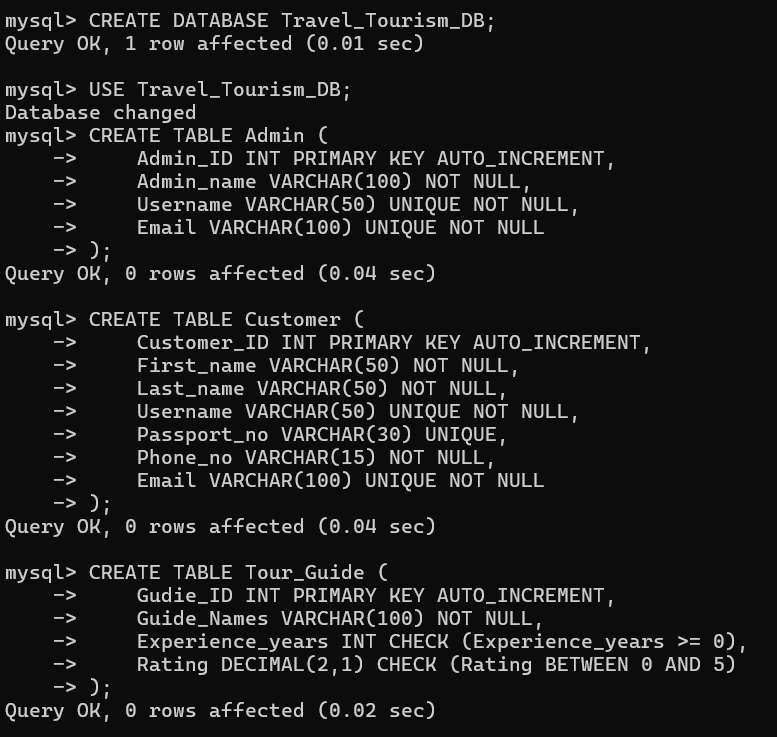 mysql> CREATE DATABASE Travel_Tourism_DB;
Query OK, 1 row affected (0.01 sec)
mysql> USE Travel_Tourism_DB;
Database changed
mysql> CREATE TABLE Admin (
    ->     Admin_ID INT PRIMARY KEY AUTO_INCREMENT,
    ->     Admin_name VARCHAR(100) NOT NULL,
    ->     Username VARCHAR(50) UNIQUE NOT NULL,
    ->     Email VARCHAR(100) UNIQUE NOT NULL
    -> );
Query OK, 0 rows affected (0.04 sec)
mysql> CREATE TABLE Customer (
    ->     Customer_ID INT PRIMARY KEY AUTO_INCREMENT,
    ->     First_name VARCHAR(50) NOT NULL,
    ->     Last_name VARCHAR(50) NOT NULL,
    ->     Username VARCHAR(50) UNIQUE NOT NULL,
    ->     Passport_no VARCHAR(30) UNIQUE,
    ->     Phone_no VARCHAR(15) NOT NULL,
    ->     Email VARCHAR(100) UNIQUE NOT NULL
    -> );
Query OK, 0 rows affected (0.04 sec)
mysql> CREATE TABLE Tour_Guide (
    ->     Gudie_ID INT PRIMARY KEY AUTO_INCREMENT,
    ->     Guide_Names VARCHAR(100) NOT NULL,
    ->     Experience_years INT CHECK (Experience_years >= 0),
    ->     Rating DECIMAL(2,1) CHECK (Rating BETWEEN 0 AND 5)
    -> );
Query OK, 0 rows affected (0.02 sec)